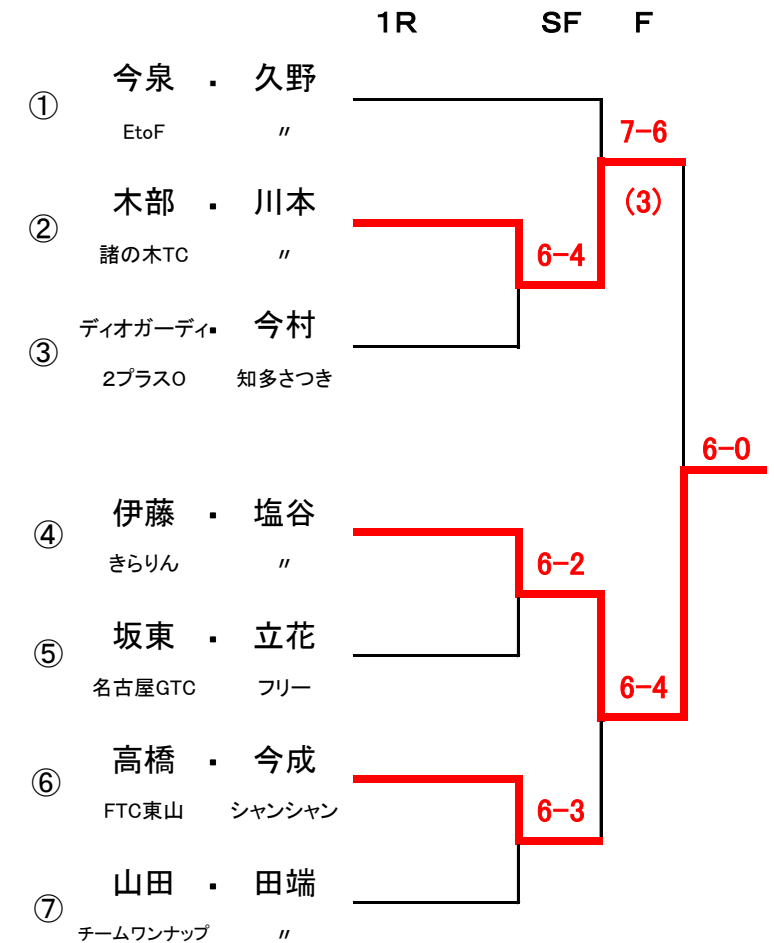 1R SF F
① 今泉 ・ 久野
EtoF 〃
7-6
② 木部 ・ 川本
(3)
諸の木TC 〃
6-4
③ ディオガーディ・ 今村
2プラス0 知多さつき
6-0
④ 伊藤 ・ 塩谷
きらりん 〃
6-2
⑤ 坂東 ・ 立花
名古屋GTC フリー
6-4
⑥ 高橋 ・ 今成
FTC東山 シャンシャン
6-3
⑦ 山田 ・ 田端
チームワンナップ 〃